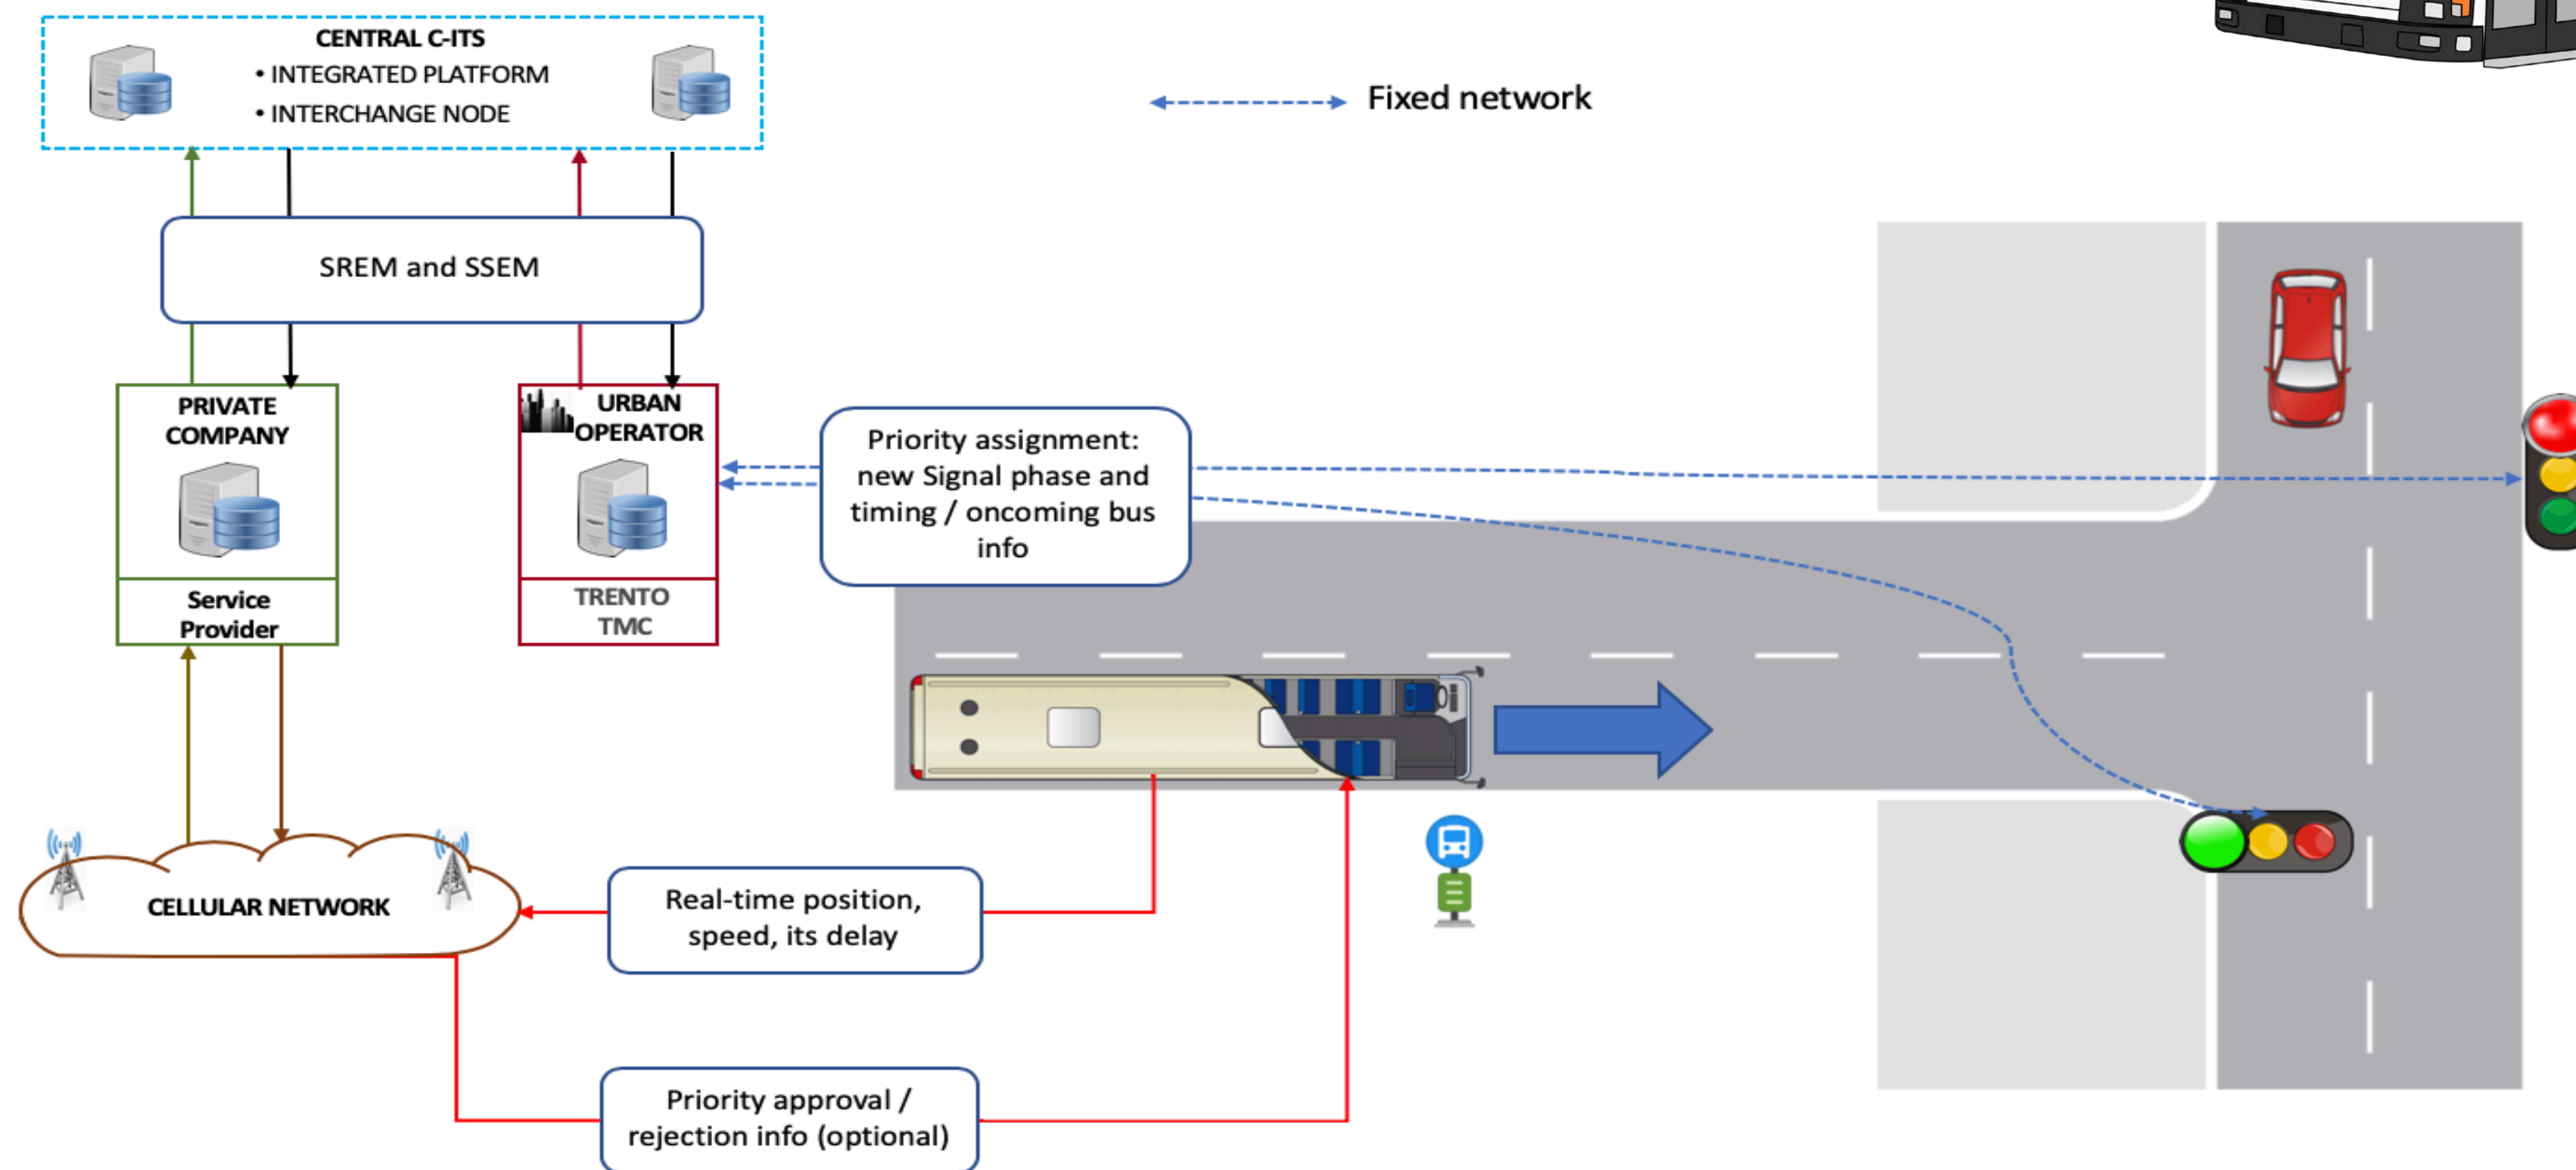 CENTRAL C-ITS
• INTEGRATED PLATFORM
• INTERCHANGE NODE
Fixed network
SREM and SSEM
PRIVATE
COMPANY
Service
Provider
URBAN
OPERATOR
TRENTO
TMC
Priority assignment:
new Signal phase and
timing / oncoming bus
info
CELLULAR NETWORK
Real-time position,
speed, its delay
Priority approval /
rejection info (optional)